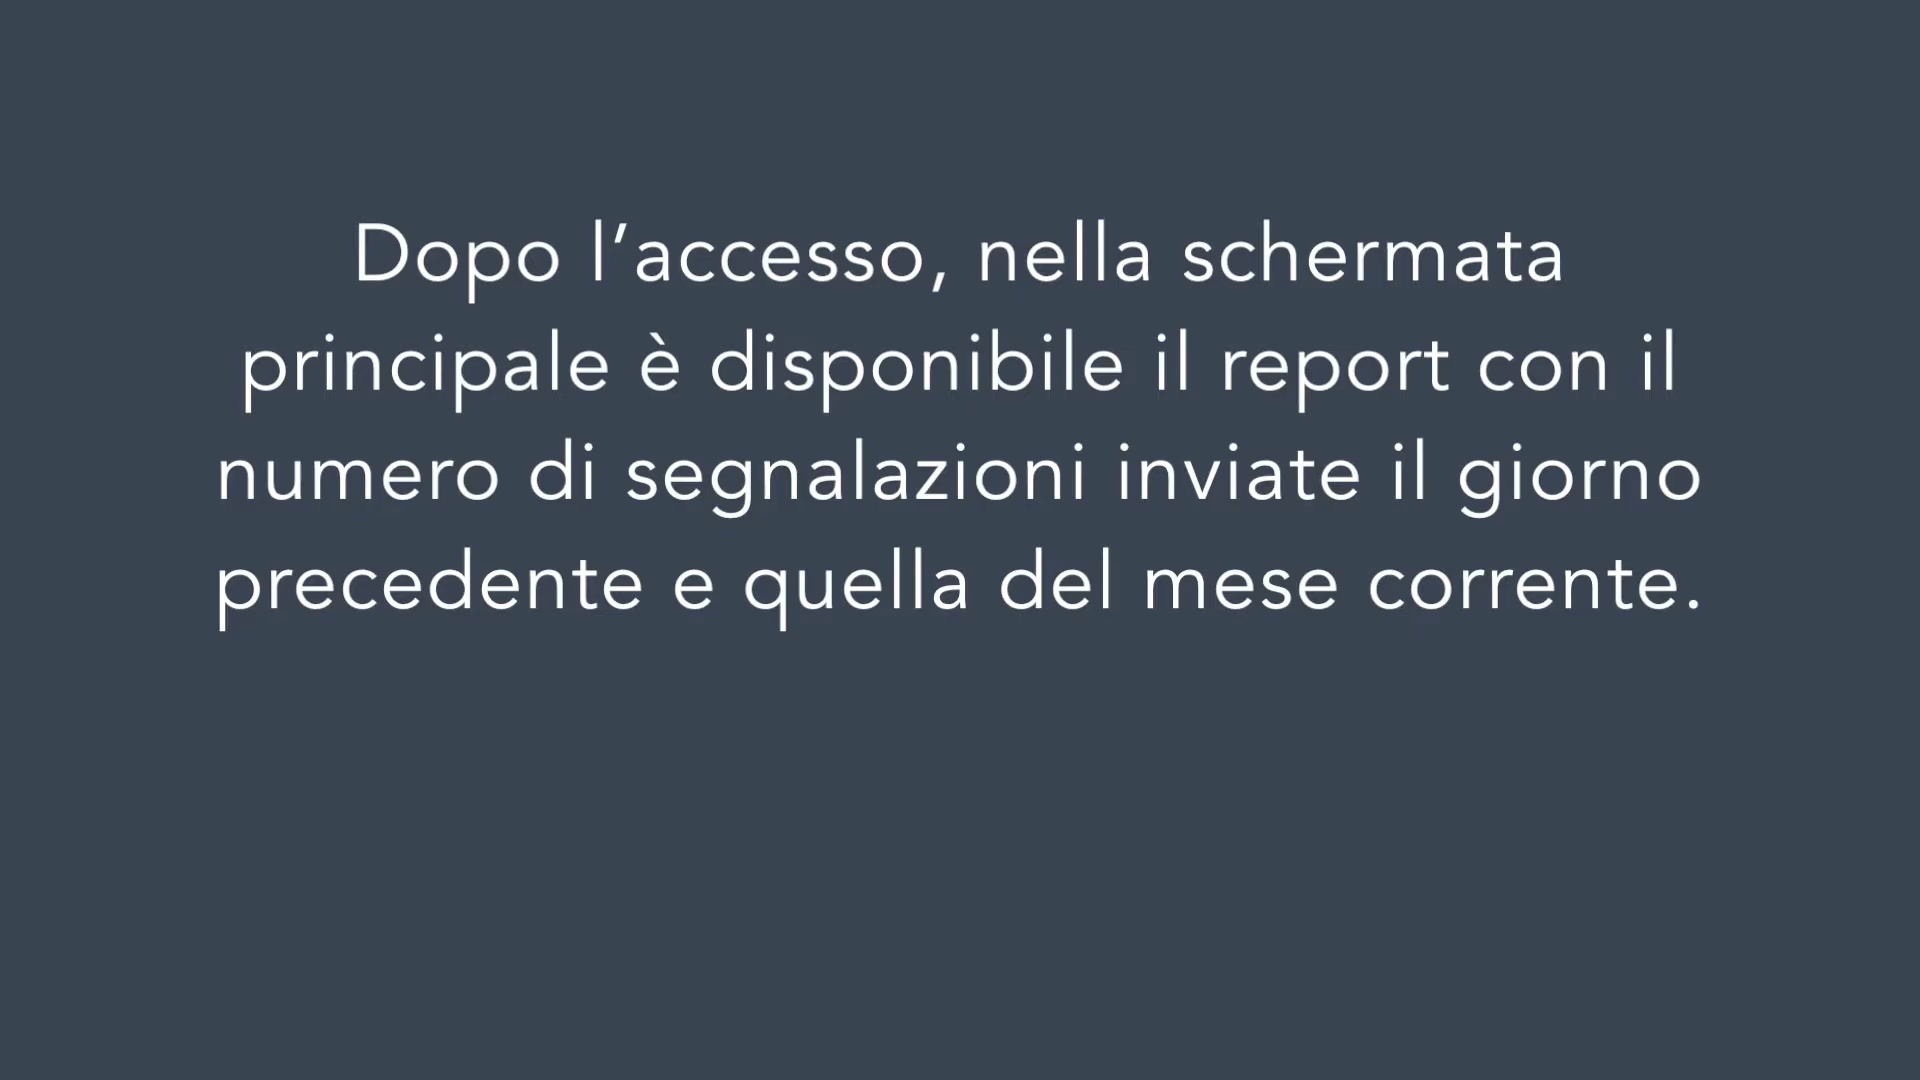 Dopo l’accesso, nella schermata
principale è disponibile il report con il
numero di segnalazioni inviate il giorno
precedente e quella del mese corrente.